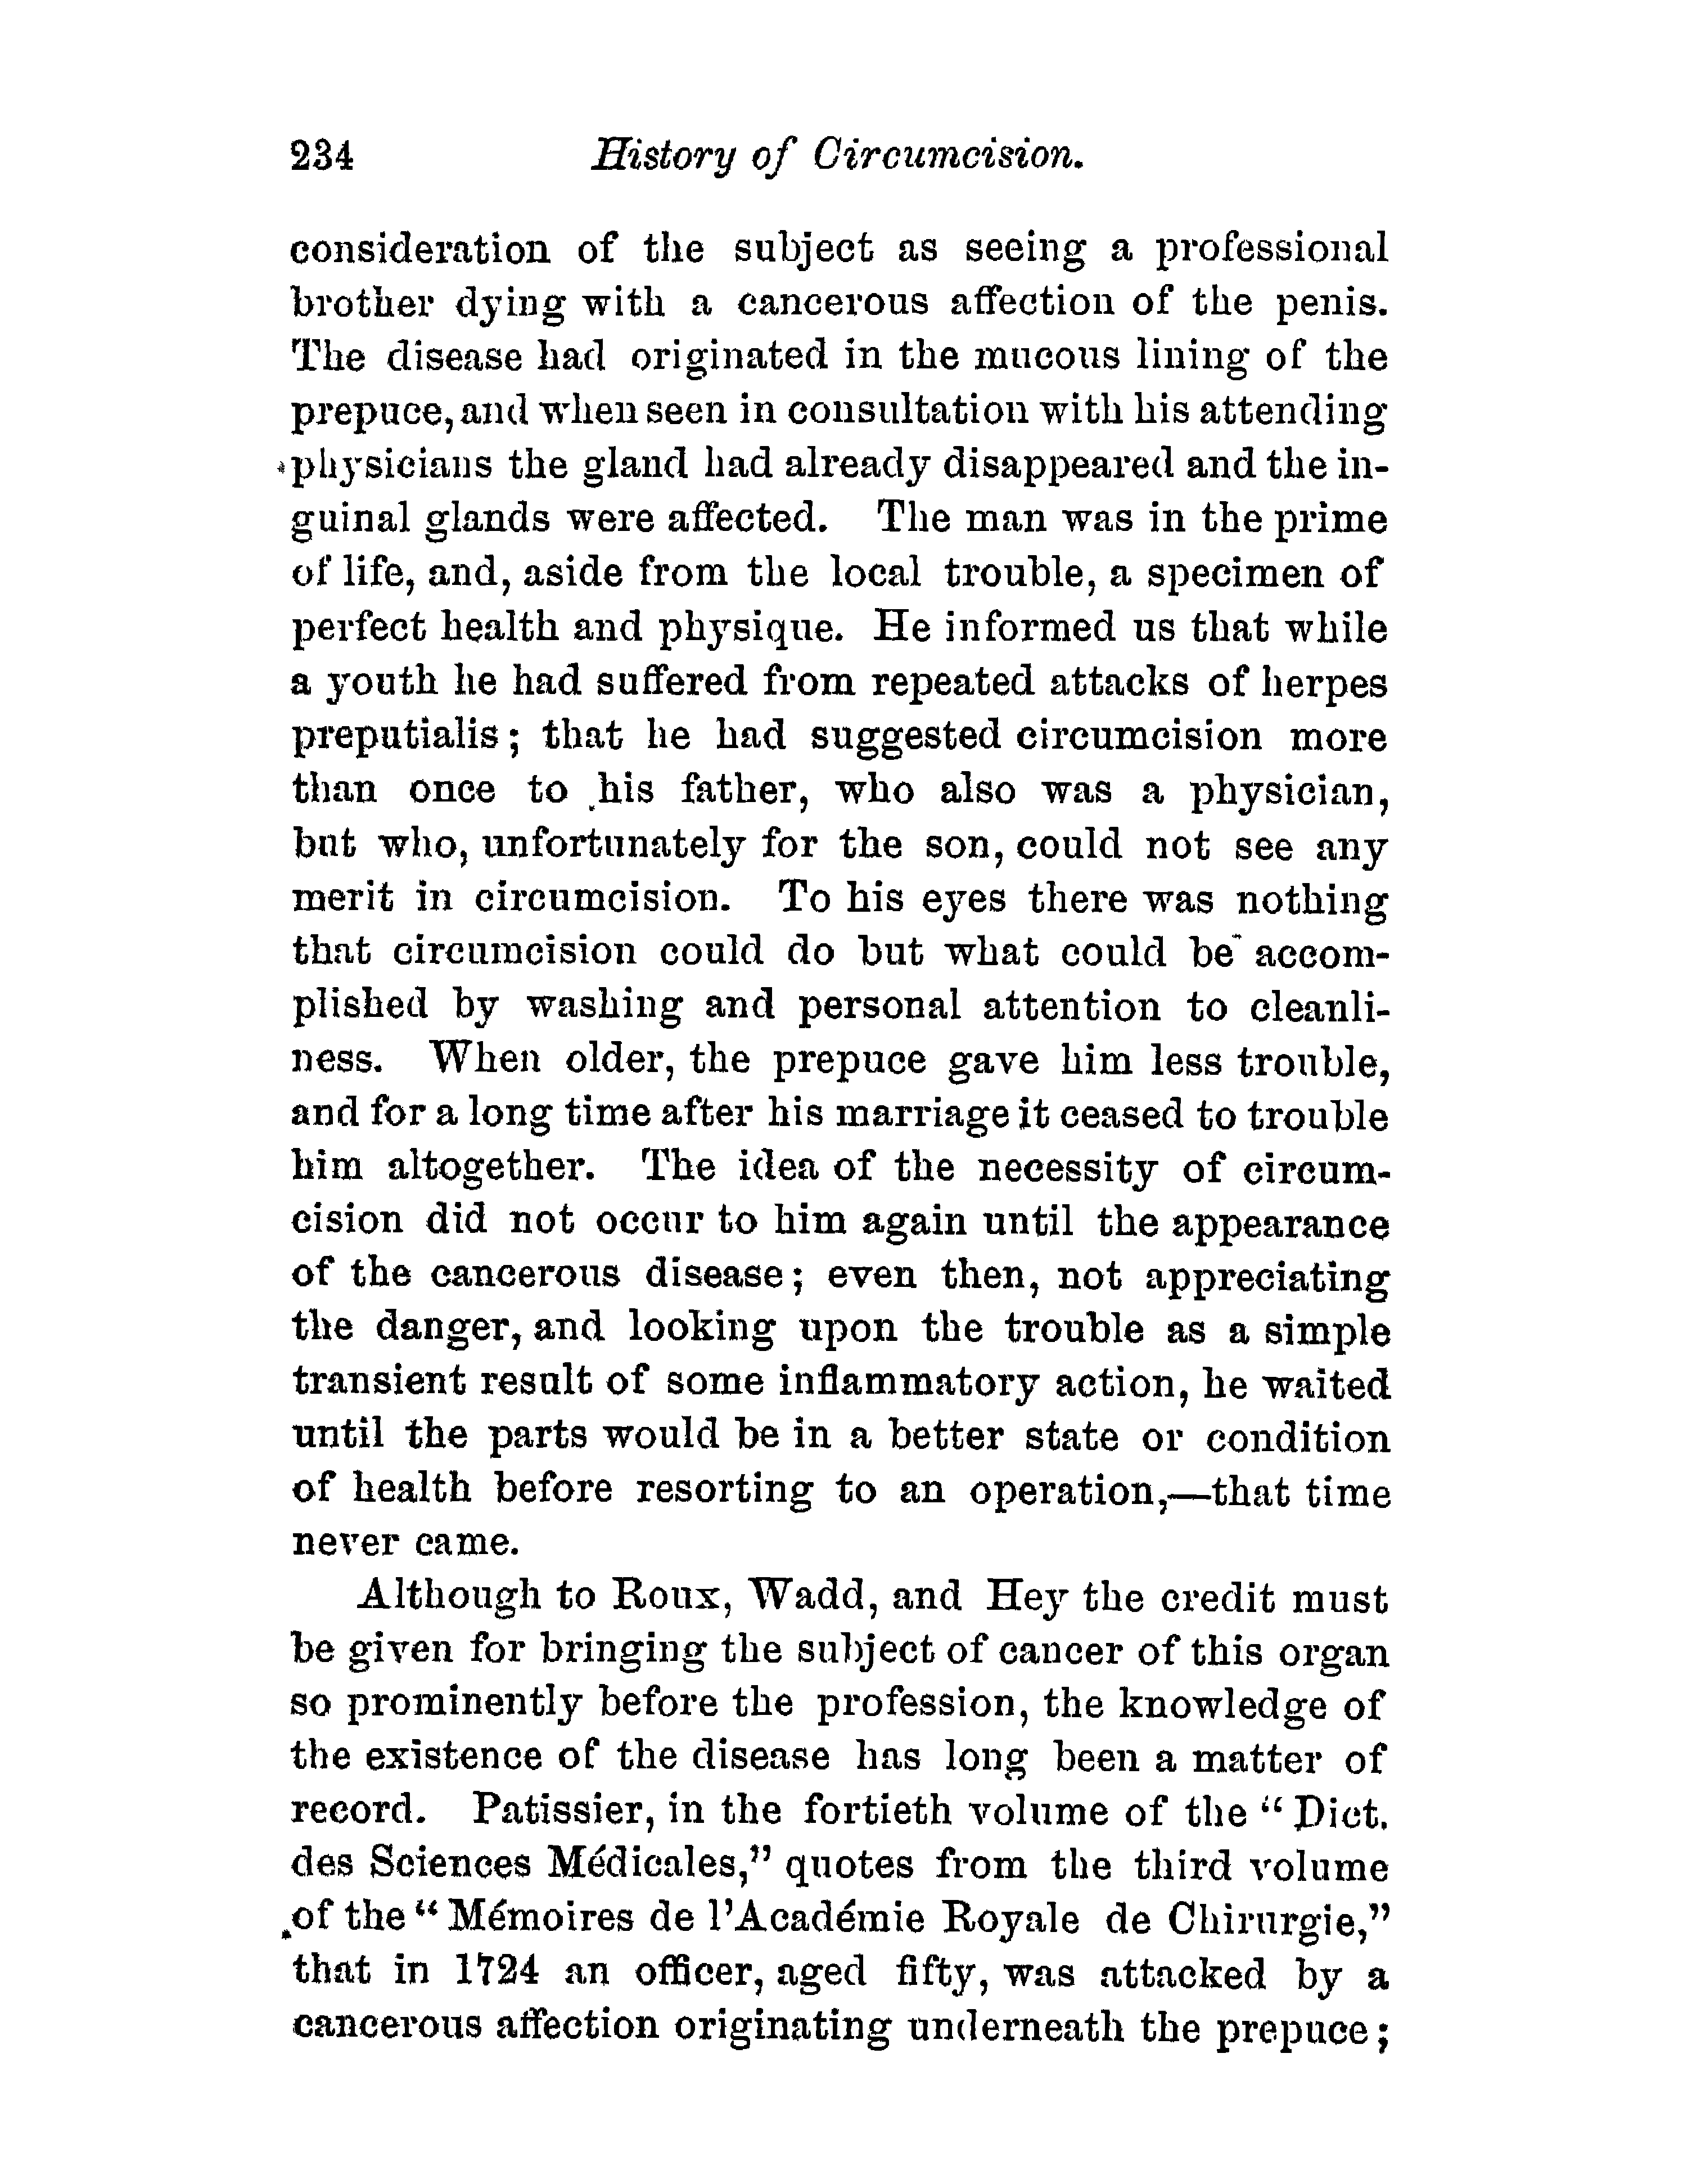 234 History of Circumcision.
consideration of the subject as seeing a professional
brother dying with a cancerous affection of the penis.
The disease had originated in the mucous lining of the
prepuce, and when seen in consultation with his attending
physicians the gland had already disappeared and the in-
guinal glands were affected. The man was in the prime
of life, and, aside from the local trouble, a specimen of
perfect health and physique. He informed us that while
a youth he had suffered from repeated attacks of herpes
preputialis; that he had suggested circumcision more
than once to his father, who also was a physician,
but who, unfortunately for the son, could not see any
merit in circumcision. To his eyes there was nothing
that circumcision could do but what could be accom-
plished by washing and personal attention to cleanli-
ness. When older, the prepuce gave him less trouble,
and for a long time after his marriage it ceased to trouble
him altogether. The idea of the necessity of circum-
cision did not occur to him again until the appearance
of the cancerous disease; even then, not appreciating
the danger, and looking upon the trouble as a simple
transient result of some inflammatory action, he waited
until the parts would be in a better state or condition
of health before resorting to an operation,—that time
never came.
Although to Roux, Wadd, and Hey the credit must
be given for bringing the subject of cancer of this organ
so prominently before the profession, the knowledge of
the existence of the disease has long been a matter of
record. Patissier, in the fortieth volume of the “Dict.
des Sciences Médicales,” quotes from the third volume
of the “Mémoires de l’Académie Royale de Chirurgie,”
that in 1724 an officer, aged fifty, was attacked by a
cancerous affection originating underneath the prepuce;